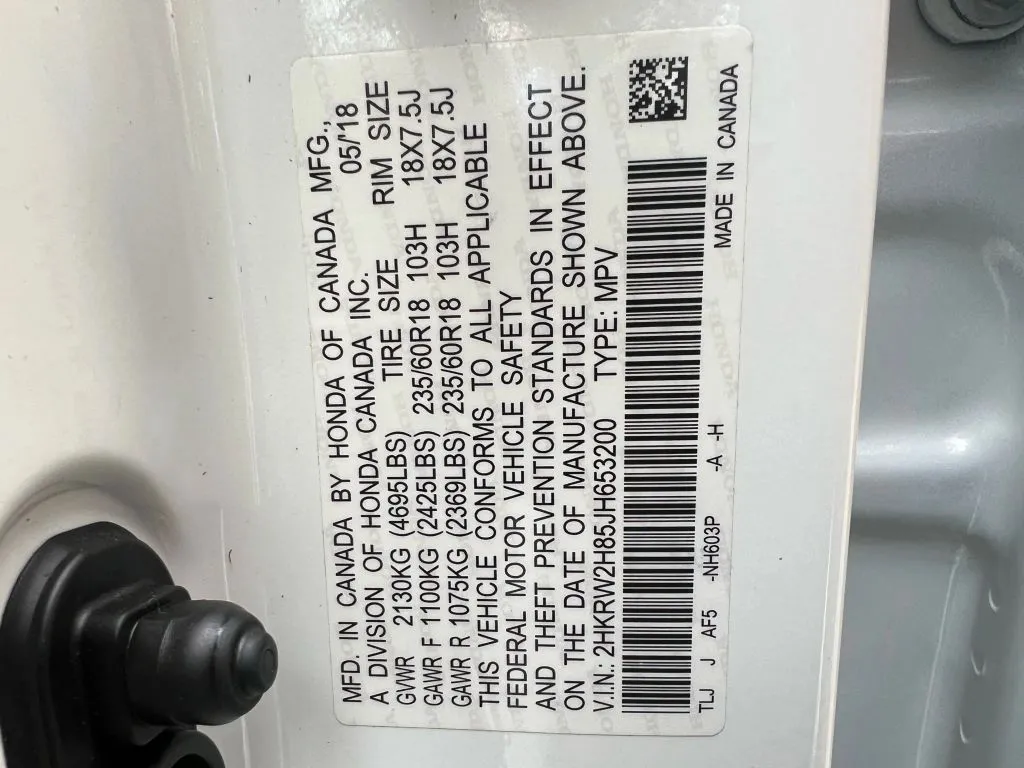 MFD. IN CANADA BY HONDA OF CANADA MFG.,
A DIVISION OF HONDA CANADA INC. 05/'18
GVWR 2130KG (4695LBS) TIRE SIZE RIM SIZE
GAWR F 1100KG (2425LBS) 235/60R18 103H 18X7.5J
GAWR R 1075KG (2369LBS) 235/60R18 103H 18X7.5J
THIS VEHICLE CONFORMS TO ALL APPLICABLE
FEDERAL MOTOR VEHICLE SAFETY
AND THEFT PREVENTION STANDARDS IN EFFECT
ON THE DATE OF MANUFACTURE SHOWN ABOVE.
V.I.N.: 2HKRW2H85JH653200 TYPE: MPV
TLJ J AF5 -NH603P -A -H MADE IN CANADA